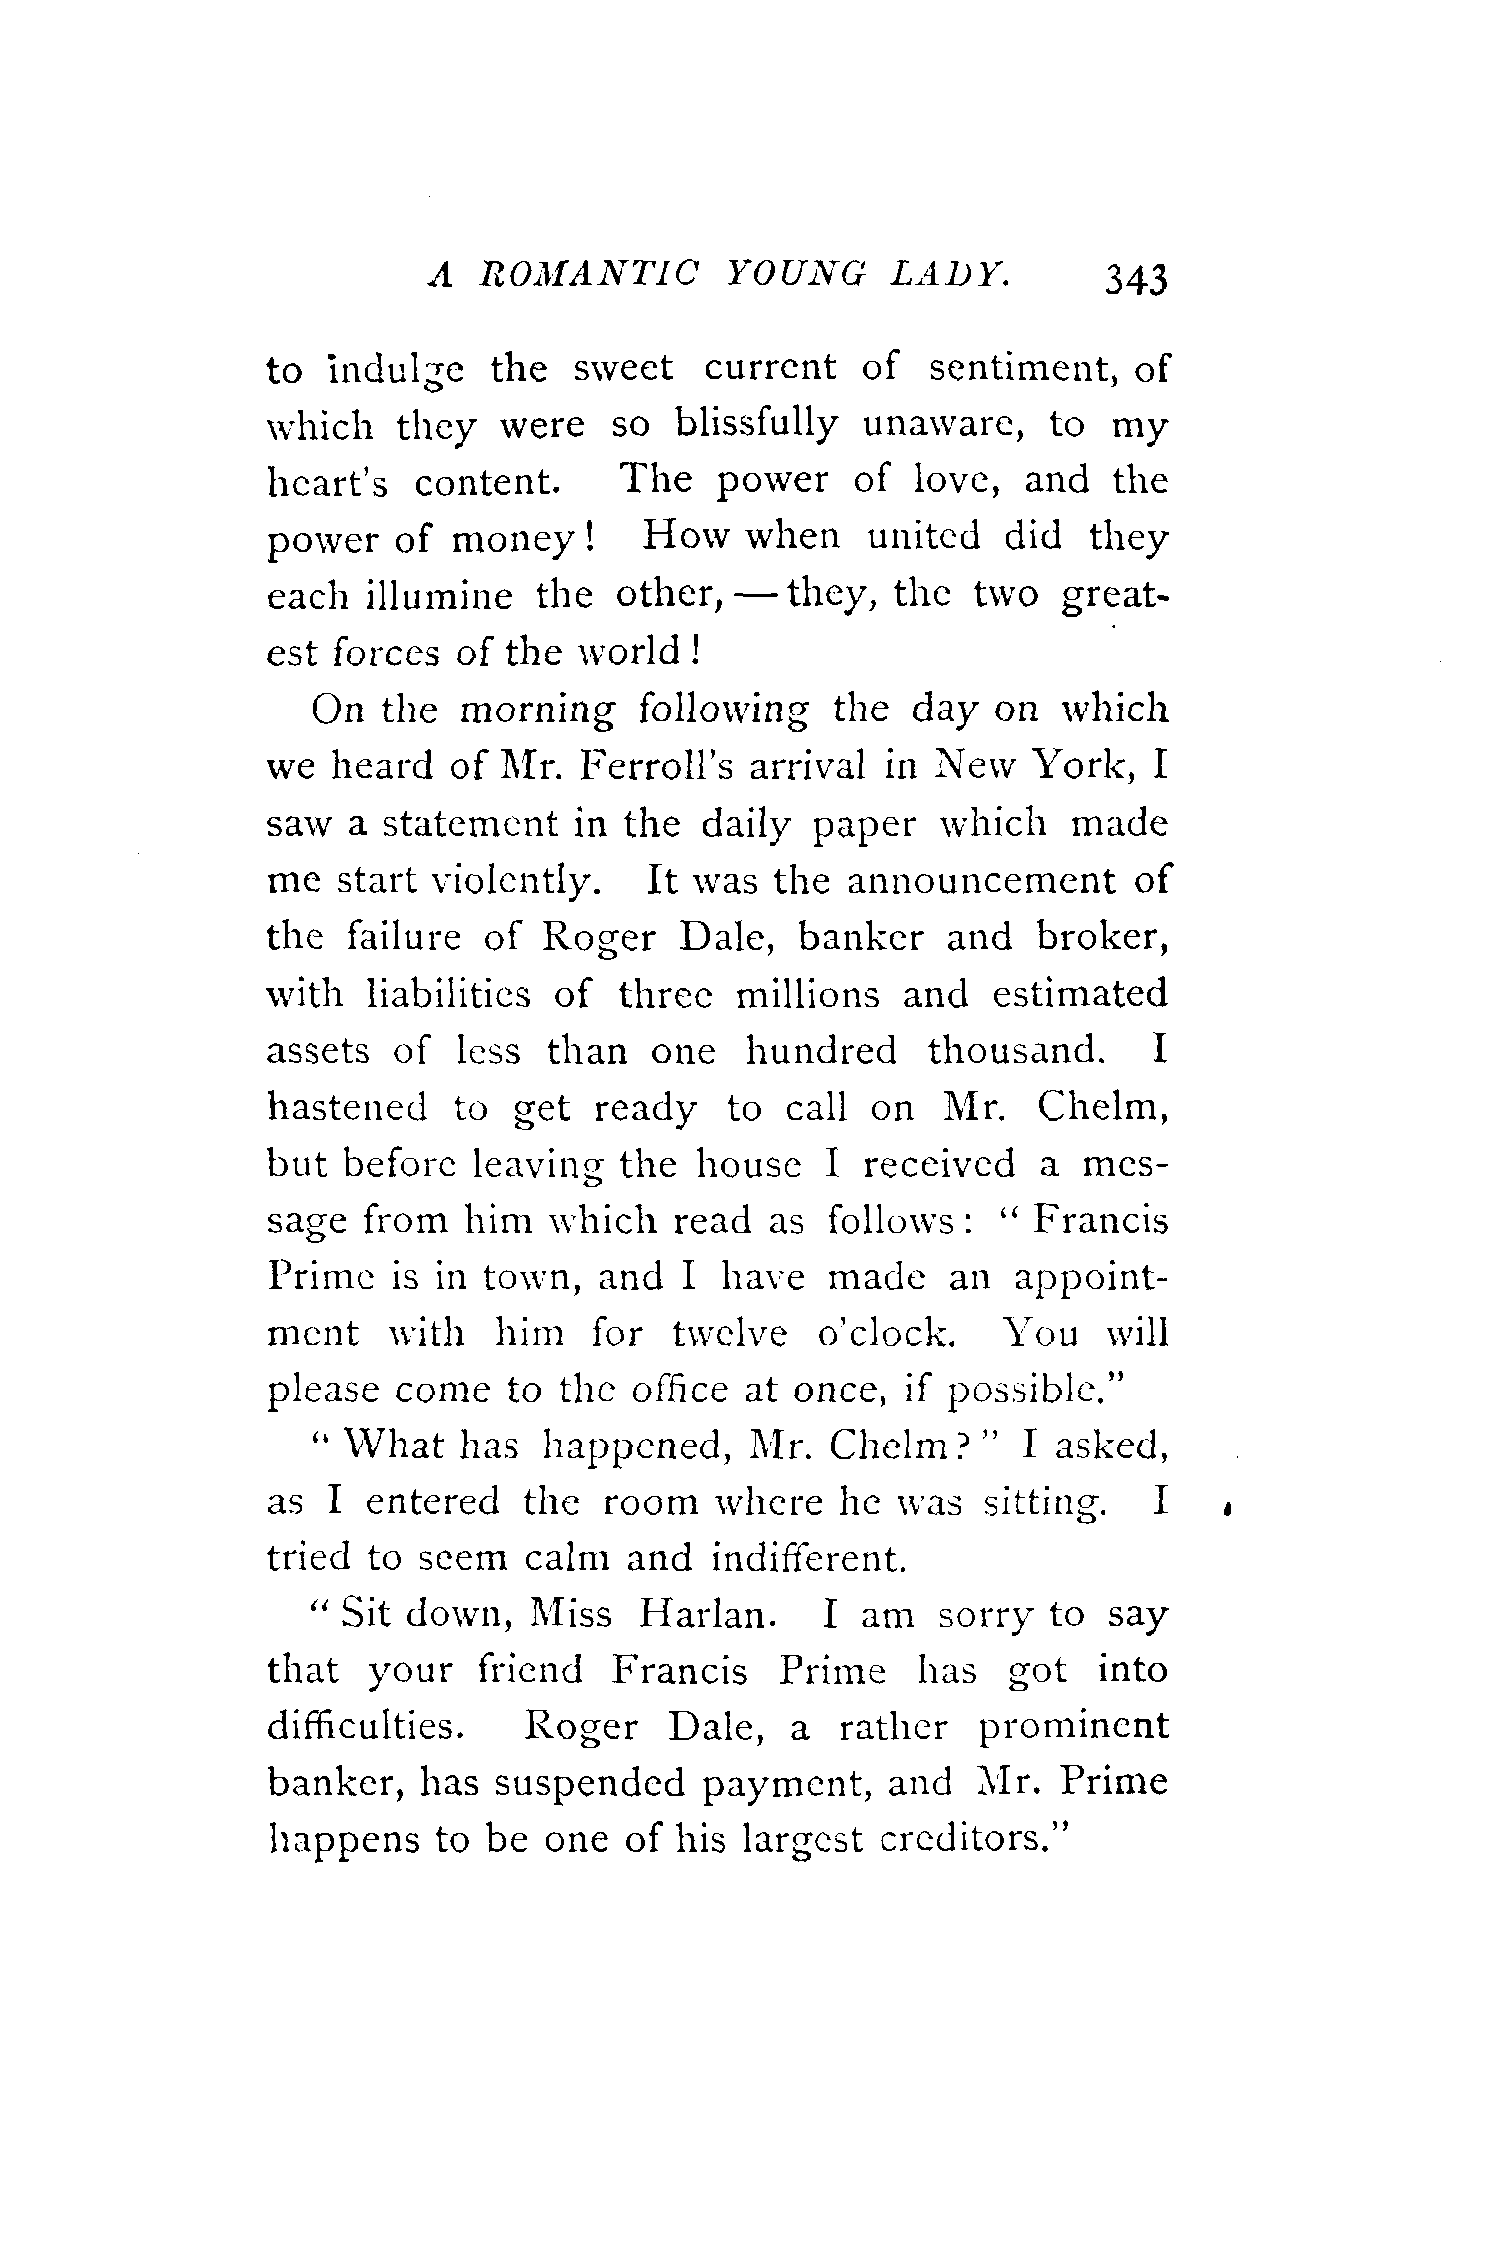 A ROMANTIC YOUNG LADY. 343
to indulge the sweet current of sentiment, of
which they were so blissfully unaware, to my
heart's content. The power of love, and the
power of money! How when united did they
each illumine the other, — they, the two great-
est forces of the world!
On the morning following the day on which
we heard of Mr. Ferroll's arrival in New York, I
saw a statement in the daily paper which made
me start violently. It was the announcement of
the failure of Roger Dale, banker and broker,
with liabilities of three millions and estimated
assets of less than one hundred thousand. I
hastened to get ready to call on Mr. Chelm,
but before leaving the house I received a mes-
sage from him which read as follows: "Francis
Prime is in town, and I have made an appoint-
ment with him for twelve o'clock. You will
please come to the office at once, if possible."
"What has happened, Mr. Chelm?" I asked,
as I entered the room where he was sitting. I
tried to seem calm and indifferent.
"Sit down, Miss Harlan. I am sorry to say
that your friend Francis Prime has got into
difficulties. Roger Dale, a rather prominent
banker, has suspended payment, and Mr. Prime
happens to be one of his largest creditors."